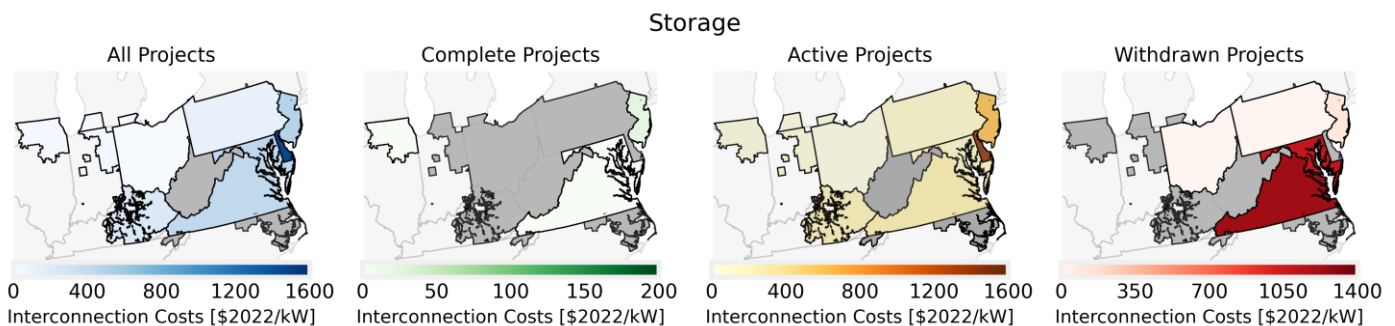 Storage
All Projects
Complete Projects
Active Projects
Withdrawn Projects
0 400 800 1200 1600
Interconnection Costs [$2022/kW]
0 50 100 150 200
Interconnection Costs [$2022/kW]
0 400 800 1200 1600
Interconnection Costs [$2022/kW]
0 350 700 1050 1400
Interconnection Costs [$2022/kW]